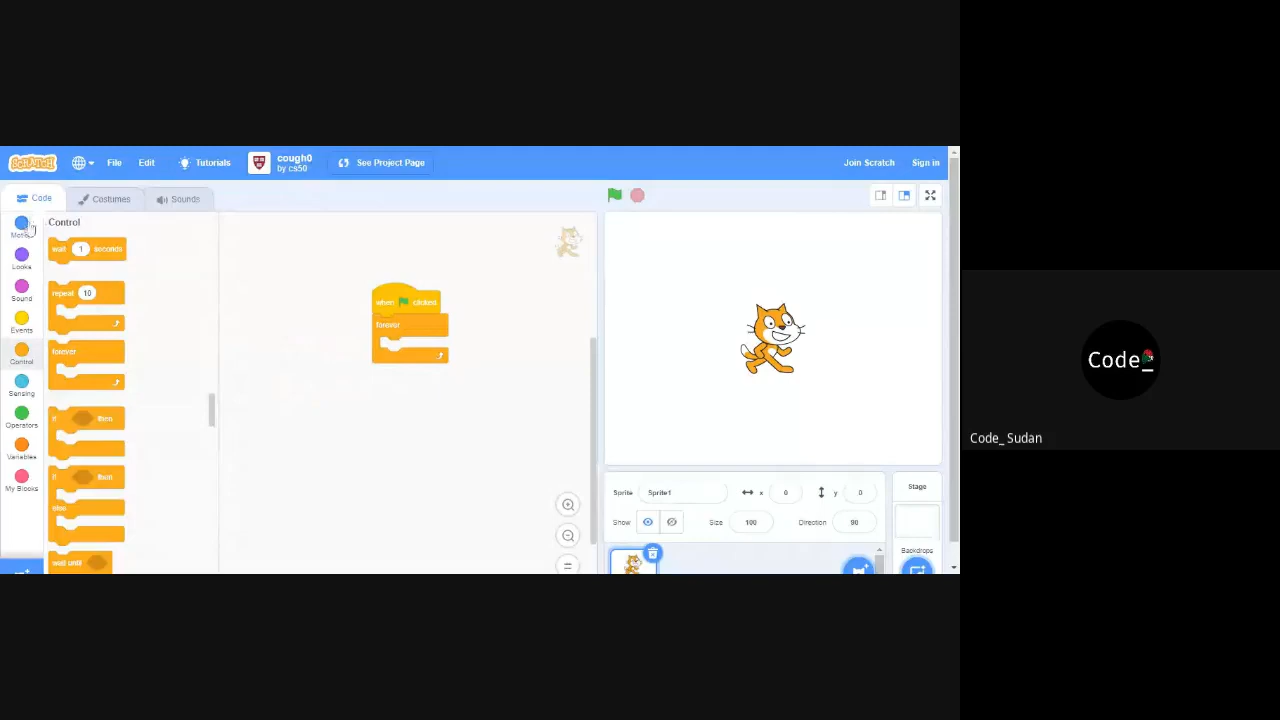 SCRATCH
File
Edit
Tutorials
cough0
by cs50
See Project Page
Join Scratch
Sign in
Code
Costumes
Sounds
Looks
Sound
Events
Control
Sensing
Operators
Variables
My Blocks
Control
wait 1 seconds
repeat 10
forever
if then
if then
else
wait until
when clicked
forever
Sprite
Sprite1
x
0
y
0
Show
Size
100
Direction
90
Stage
Backdrops
Code_
Code_ Sudan